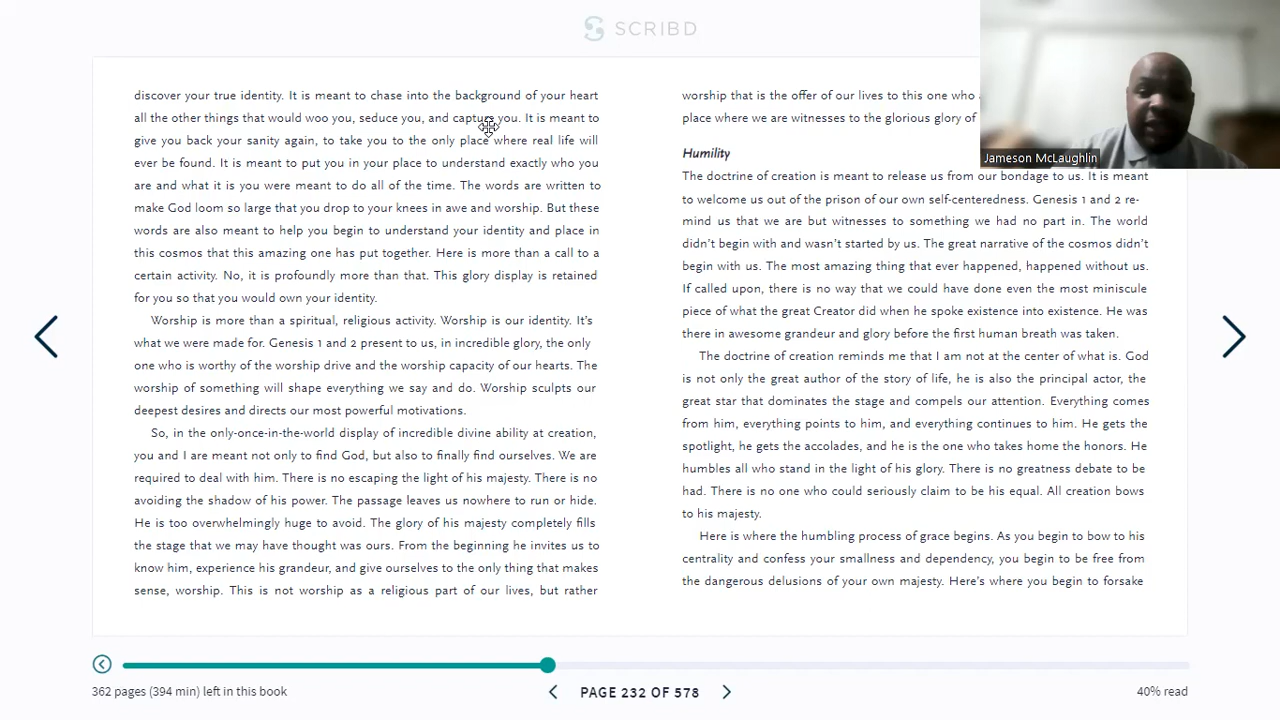 SCRIBD
discover your true identity. It is meant to chase into the background of your heart
all the other things that would woo you, seduce you, and capture you. It is meant to
give you back your sanity again, to take you to the only place where real life will
ever be found. It is meant to put you in your place to understand exactly who you
are and what it is you were meant to do all of the time. The words are written to
make God loom so large that you drop to your knees in awe and worship. But these
words are also meant to help you begin to understand your identity and place in
this cosmos that this amazing one has put together. Here is more than a call to a
certain activity. No, it is profoundly more than that. This glory display is retained
for you so that you would own your identity.
Worship is more than a spiritual, religious activity. Worship is our identity. It's
what we were made for. Genesis 1 and 2 present to us, in incredible glory, the only
one who is worthy of the worship drive and the worship capacity of our hearts. The
worship of something will shape everything we say and do. Worship sculpts our
deepest desires and directs our most powerful motivations.
So, in the only-once-in-the-world display of incredible divine ability at creation,
you and I are meant not only to find God, but also to finally find ourselves. We are
required to deal with him. There is no escaping the light of his majesty. There is no
avoiding the shadow of his power. The passage leaves us nowhere to run or hide.
He is too overwhelmingly huge to avoid. The glory of his majesty completely fills
the stage that we may have thought was ours. From the beginning he invites us to
know him, experience his grandeur, and give ourselves to the only thing that makes
sense, worship. This is not worship as a religious part of our lives, but rather
worship that is the offer of our lives to this one who
place where we are witnesses to the glorious glory of
Humility
The doctrine of creation is meant to release us from our bondage to us. It is meant
to welcome us out of the prison of our own self-centeredness. Genesis 1 and 2 re-
mind us that we are but witnesses to something we had no part in. The world
didn't begin with and wasn't started by us. The great narrative of the cosmos didn't
begin with us. The most amazing thing that ever happened, happened without us.
If called upon, there is no way that we could have done even the most miniscule
piece of what the great Creator did when he spoke existence into existence. He was
there in awesome grandeur and glory before the first human breath was taken.
The doctrine of creation reminds me that I am not at the center of what is. God
is not only the great author of the story of life, he is also the principal actor, the
great star that dominates the stage and compels our attention. Everything comes
from him, everything points to him, and everything continues to him. He gets the
spotlight, he gets the accolades, and he is the one who takes home the honors. He
humbles all who stand in the light of his glory. There is no greatness debate to be
had. There is no one who could seriously claim to be his equal. All creation bows
to his majesty.
Here is where the humbling process of grace begins. As you begin to bow to his
centrality and confess your smallness and dependency, you begin to be free from
the dangerous delusions of your own majesty. Here's where you begin to forsake
Jameson McLaughlin
362 pages (394 min) left in this book
PAGE 232 OF 578
40% read